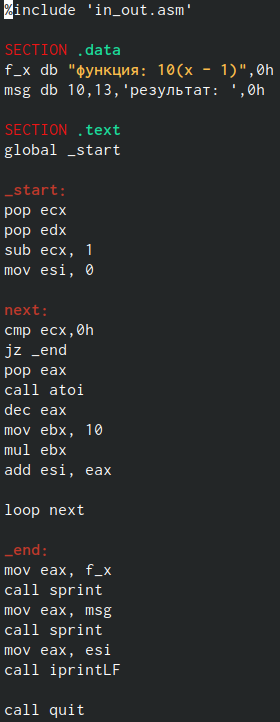 %include 'in_out.asm'
SECTION .data
f_x db "функция: 10(x - 1)",0h
msg db 10,13,'результат: ',0h
SECTION .text
global _start
_start:
pop ecx
pop edx
sub ecx, 1
mov esi, 0
next:
cmp ecx,0h
jz _end
pop eax
call atoi
dec eax
mov ebx, 10
mul ebx
add esi, eax
loop next
_end:
mov eax, f_x
call sprint
mov eax, msg
call sprint
mov eax, esi
call iprintLF
call quit